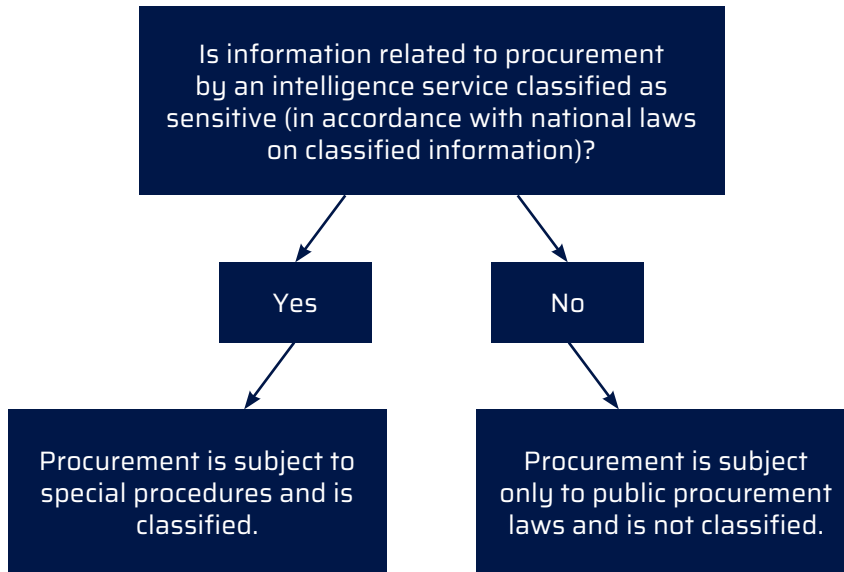 Is information related to procurement
by an intelligence service classified as
sensitive (in accordance with national laws
on classified information)?
Yes
No
Procurement is subject to
special procedures and is
classified.
Procurement is subject
only to public procurement
laws and is not classified.